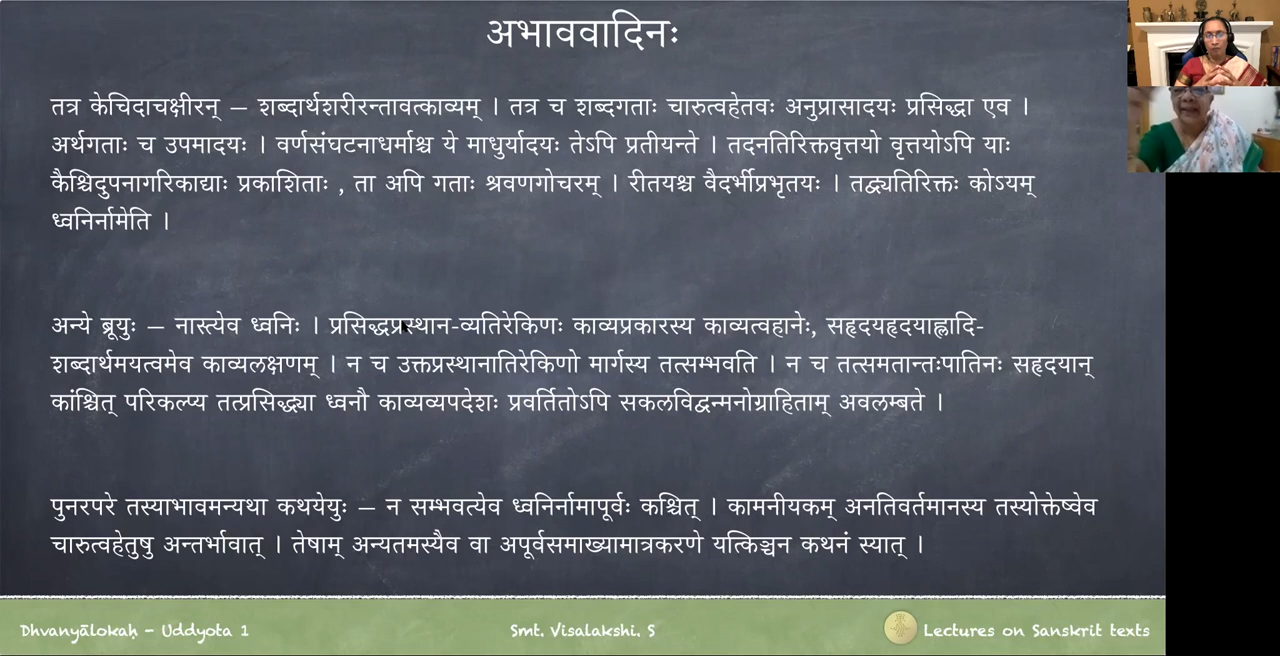 अभाववादिनः
तत्र केचिदाचक्षीरन् – शब्दार्थशरीरन्तावत्काव्यम् । तत्र च शब्दगताः चारुत्वहेतवः अनुप्रासादयः प्रसिद्धा एव ।
अर्थगताः च उपमादयः । वर्णसंघटनाधर्माश्च ये माधुर्यादयः तेऽपि प्रतीयन्ते । तदनतिरिक्तवृत्तयो वृत्तयोऽपि याः
कैश्चिदुपनागरिकाद्याः प्रकाशिताः , ता अपि गताः श्रवणगोचरम् । रीतयश्च वैदर्भीप्रभृतयः । तद्व्यतिरिक्तः कोऽयम्
ध्वनिर्नामेति ।
अन्ये ब्रूयुः – नास्त्येव ध्वनिः । प्रसिद्धप्रस्थान-व्यतिरेकिणः काव्यप्रकारस्य काव्यत्वहानेः, सहृदयहृदयाह्लादि-
शब्दार्थमयत्वमेव काव्यलक्षणम् । न च उक्तप्रस्थानातिरेकिणो मार्गस्य तत्सम्भवति । न च तत्समतान्तःपातिनः सहृदयान्
कांश्चित् परिकल्प्य तत्प्रसिद्ध्या ध्वनौ काव्यव्यपदेशः प्रवर्तितोऽपि सकलविद्वन्मनोग्राहिताम् अवलम्बते ।
पुनरपरे तस्याभावमन्यथा कथयेयुः – न सम्भवत्येव ध्वनिर्नामापूर्वः कश्चित् । कामनीयकम् अनतिवर्तमानस्य तस्योक्तेष्वेव
चारुत्वहेतुषु अन्तर्भावात् । तेषाम् अन्यतमस्यैव वा अपूर्वसमाख्यामात्रकरणे यत्किञ्चन कथनं स्यात् ।
Dhvanyālokaḥ – Uddyota 1
Smt. Visalakshi. S
Lectures on Sanskrit texts